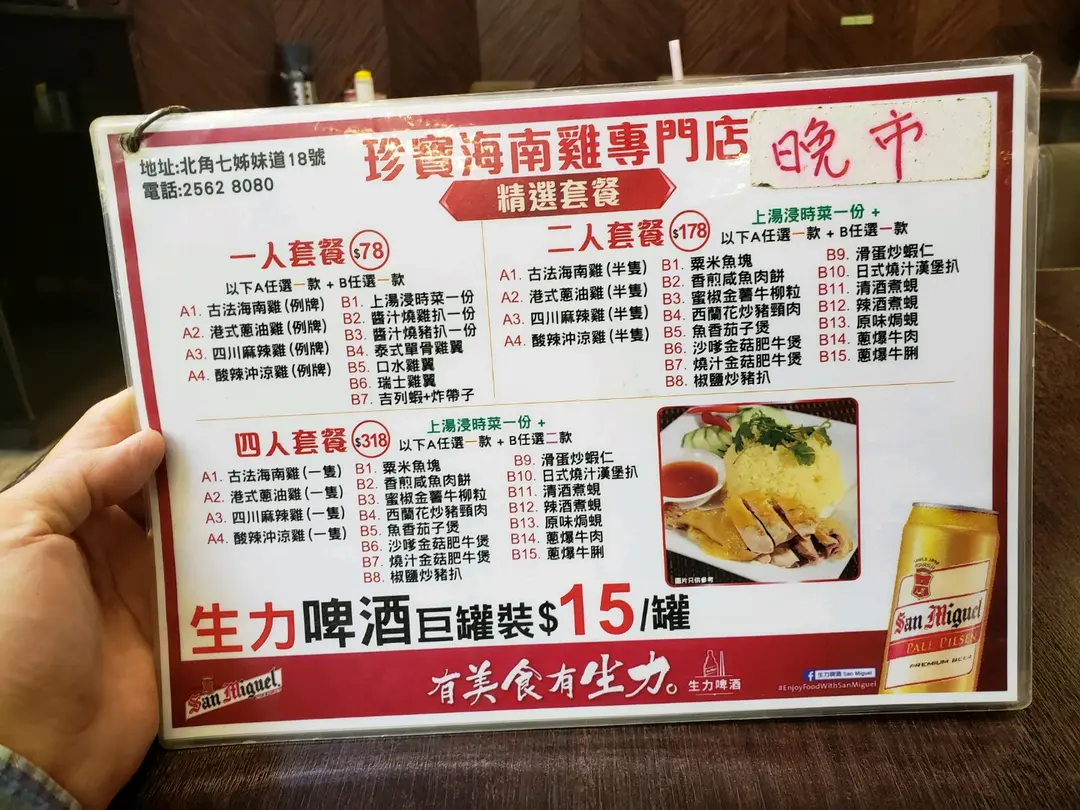 地址:北角七姊妹道18號
電話:2562 8080
珍寶海南雞專門店
晚市
精選套餐
一人套餐 $78
以下A任選一款 + B任選一款
A1. 古法海南雞(例牌)
A2. 港式蔥油雞(例牌)
A3. 四川麻辣雞(例牌)
A4. 酸辣沖涼雞(例牌)
B1. 上湯浸時菜一份
B2. 醬汁燒雞扒一份
B3. 醬汁燒豬扒一份
B4. 泰式單骨雞翼
B5. 口水雞翼
B6. 瑞士雞翼
B7. 吉列蝦+炸帶子
二人套餐 $178
上湯浸時菜一份 +
以下A任選一款 + B任選一款
A1. 古法海南雞(半隻)
A2. 港式蔥油雞(半隻)
A3. 四川麻辣雞(半隻)
A4. 酸辣沖涼雞(半隻)
B1. 粟米魚塊
B2. 香煎咸魚肉餅
B3. 蜜椒金薯牛柳粒
B4. 西蘭花炒豬頸肉
B5. 魚香茄子煲
B6. 沙嗲金菇肥牛煲
B7. 燒汁金菇肥牛煲
B8. 椒鹽炒豬扒
B9. 滑蛋炒蝦仁
B10. 日式燒汁漢堡扒
B11. 清酒煮蜆
B12. 辣酒煮蜆
B13. 原味焗蜆
B14. 蔥爆牛肉
B15. 蔥爆牛脷
四人套餐 $318
上湯浸時菜一份 +
以下A任選一款 + B任選二款
A1. 古法海南雞(一隻)
A2. 港式蔥油雞(一隻)
A3. 四川麻辣雞(一隻)
A4. 酸辣沖涼雞(一隻)
B1. 粟米魚塊
B2. 香煎咸魚肉餅
B3. 蜜椒金薯牛柳粒
B4. 西蘭花炒豬頸肉
B5. 魚香茄子煲
B6. 沙嗲金菇肥牛煲
B7. 燒汁金菇肥牛煲
B8. 椒鹽炒豬扒
B9. 滑蛋炒蝦仁
B10. 日式燒汁漢堡扒
B11. 清酒煮蜆
B12. 辣酒煮蜆
B13. 原味焗蜆
B14. 蔥爆牛肉
B15. 蔥爆牛脷
圖片只供參考
生力啤酒巨罐裝$15/罐
San Miguel
PALE PILSEN
PREMIUM BEER
San Miguel
有美食有生力。
生力啤酒
生力啤酒 San Miguel
#EnjoyFoodWithSanMiguel